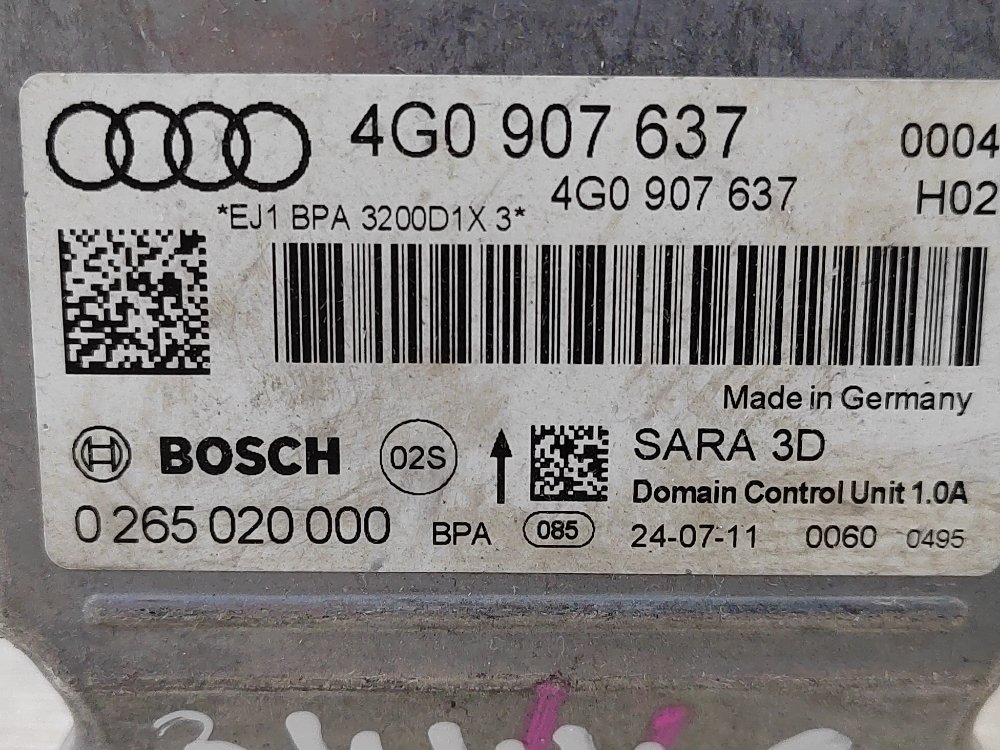 4G0 907 637 0004
4G0 907 637 H02
*EJ1 BPA 3200D1X 3*
Made in Germany
BOSCH 02S SARA 3D
Domain Control Unit 1.0A
0 265 020 000 BPA 085 24-07-11 0060 0495